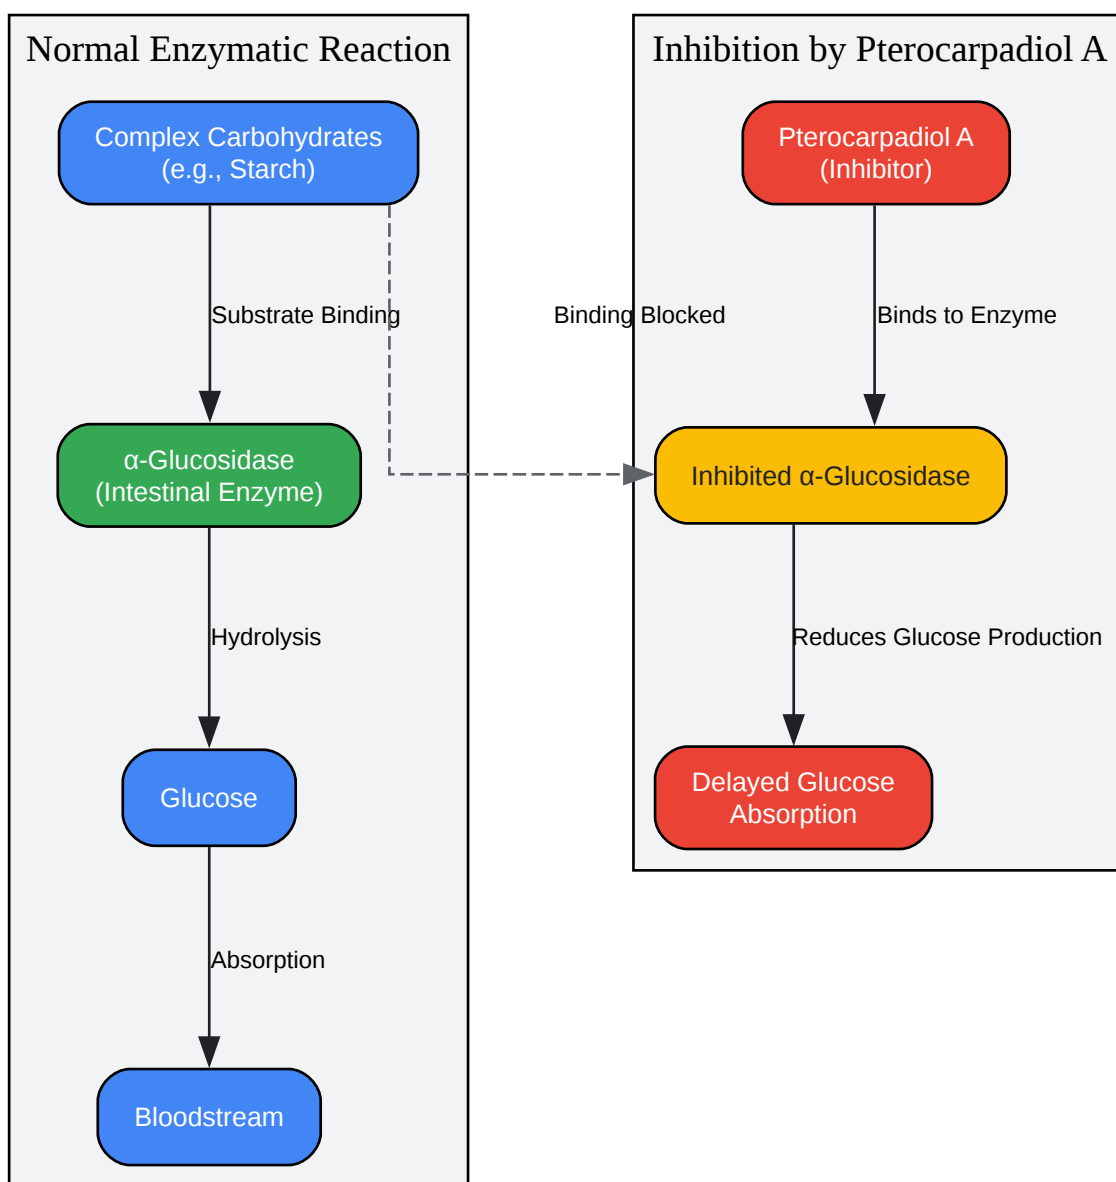 Normal Enzymatic Reaction
Complex Carbohydrates
(e.g., Starch)
Substrate Binding
α-Glucosidase
(Intestinal Enzyme)
Hydrolysis
Glucose
Absorption
Bloodstream
Binding Blocked
Inhibition by Pterocarpadiol A
Pterocarpadiol A
(Inhibitor)
Binds to Enzyme
Inhibited α-Glucosidase
Reduces Glucose Production
Delayed Glucose
Absorption